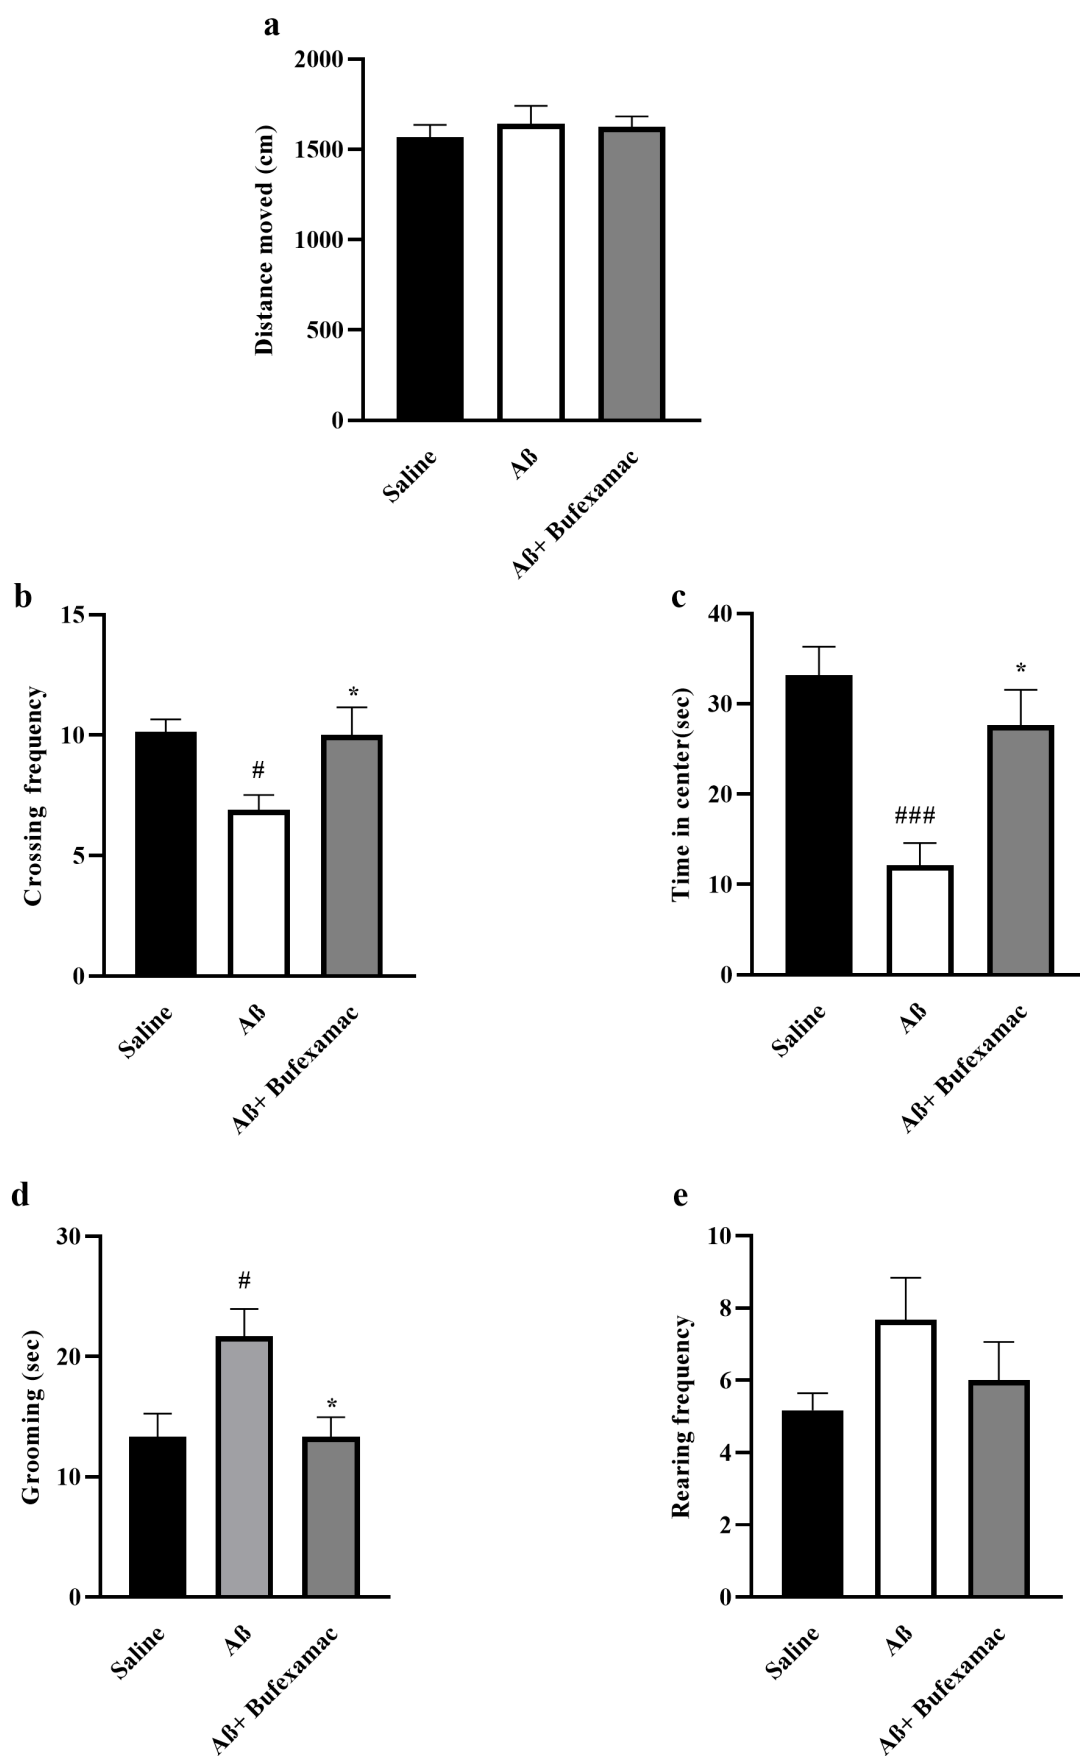 a
Distance moved (cm)
2000
1500
1000
500
0
Saline
Aß
Aß+ Bufexamac
b
Crossing frequency
15
10
5
0
#
*
Saline
Aß
Aß+ Bufexamac
c
Time in center(sec)
40
30
20
10
0
###
*
Saline
Aß
Aß+ Bufexamac
d
Grooming (sec)
30
20
10
0
#
*
Saline
Aß
Aß+ Bufexamac
e
Rearing frequency
10
8
6
4
2
0
Saline
Aß
Aß+ Bufexamac